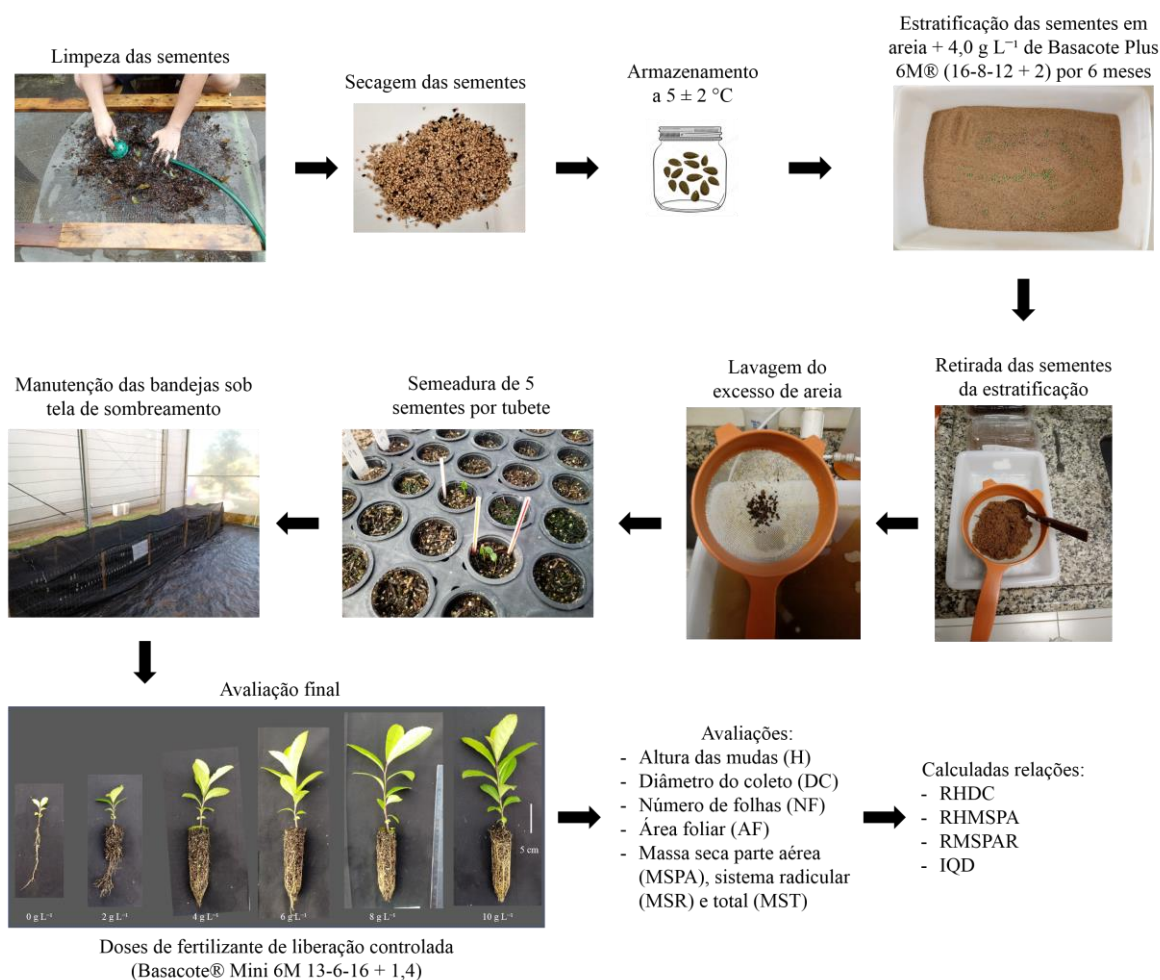 Limpeza das sementes
Secagem das sementes
Armazenamento
a 5 ± 2 °C
Estratificação das sementes em
areia + 4,0 g L⁻¹ de Basacote Plus
6M® (16-8-12 + 2) por 6 meses
Retirada das sementes
da estratificação
Lavagem do
excesso de areia
Semeadura de 5
sementes por tubete
Manutenção das bandejas sob
tela de sombreamento
Avaliação final
0 g L⁻¹
2 g L⁻¹
4 g L⁻¹
6 g L⁻¹
8 g L⁻¹
10 g L⁻¹
5 cm
Doses de fertilizante de liberação controlada
(Basacote® Mini 6M 13-6-16 + 1,4)
Avaliações:
- Altura das mudas (H)
- Diâmetro do coleto (DC)
- Número de folhas (NF)
- Área foliar (AF)
- Massa seca parte aérea
(MSPA), sistema radicular
(MSR) e total (MST)
Calculadas relações:
- RHDC
- RHMSPA
- RMSPAR
- IQD